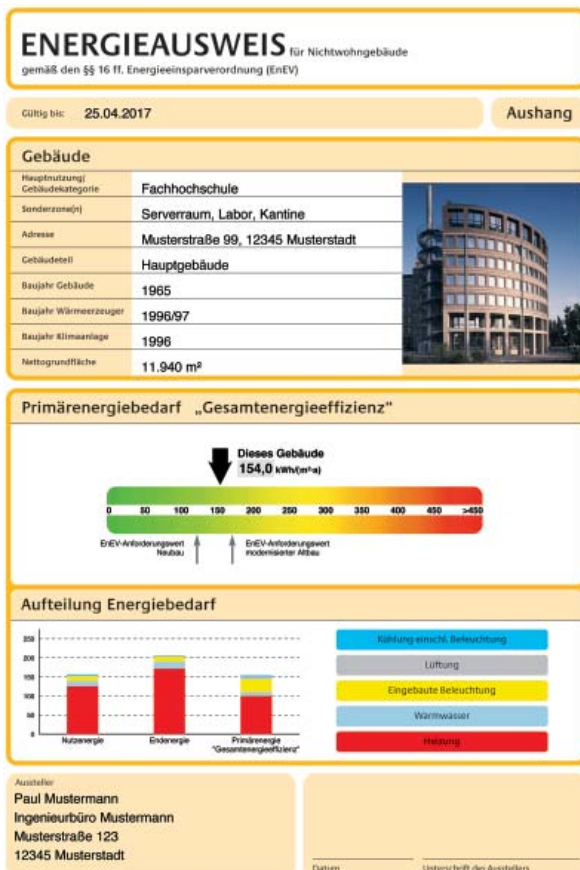 ENERGIEAUSWEIS für Nichtwohngebäude
gemäß den §§ 16 ff. Energieeinsparverordnung (EnEV)
Gültig bis: 25.04.2017
Aushang
Gebäude
Hauptnutzung/
Gebäudekategorie Fachhochschule
Sonderzone(n) Serverraum, Labor, Kantine
Adresse Musterstraße 99, 12345 Musterstadt
Gebäudeteil Hauptgebäude
Baujahr Gebäude 1965
Baujahr Wärmeerzeuger 1996/97
Baujahr Klimaanlage 1996
Nettogrundfläche 11.940 m²
Primärenergiebedarf „Gesamtenergieeffizienz"
Dieses Gebäude
154,0 kWh/(m²·a)
0 50 100 150 200 250 300 350 400 450 >450
EnEV-Anforderungswert
Neubau
EnEV-Anforderungswert
modernisierter Altbau
Aufteilung Energiebedarf
250
200
150
100
50
0
Nutzenergie
Endenergie
Primärenergie
"Gesamtenergieeffizienz"
Kühlung einschl. Befeuchtung
Lüftung
Eingebaute Beleuchtung
Warmwasser
Heizung
Aussteller
Paul Mustermann
Ingenieurbüro Mustermann
Musterstraße 123
12345 Musterstadt
Datum
Unterschrift des Ausstellers